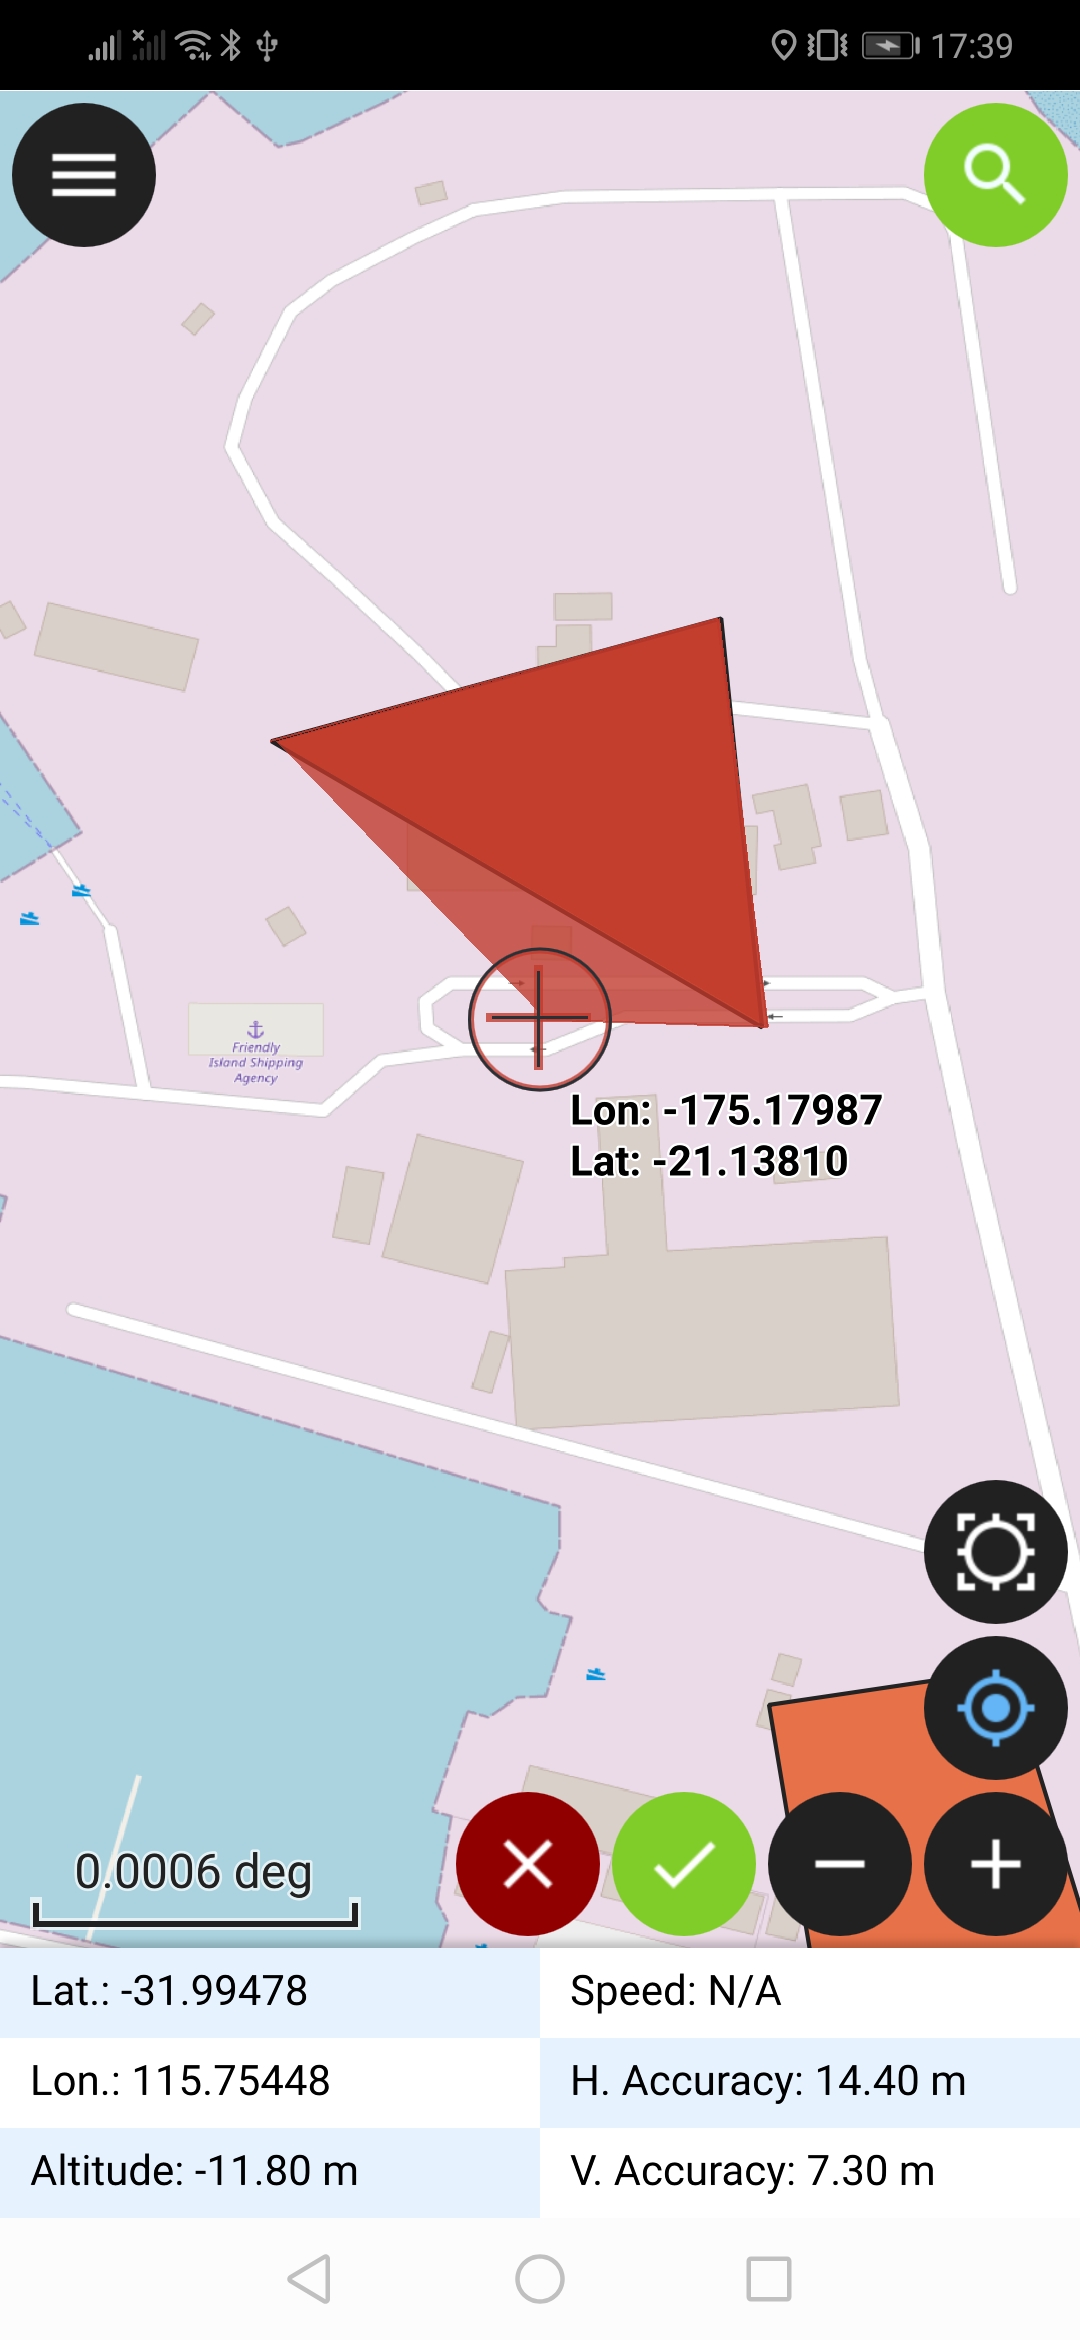 17:39
Friendly
Island Shipping
Agency
Lon: -175.17987
Lat: -21.13810
0.0006 deg
Lat.: -31.99478
Speed: N/A
Lon.: 115.75448
H. Accuracy: 14.40 m
Altitude: -11.80 m
V. Accuracy: 7.30 m